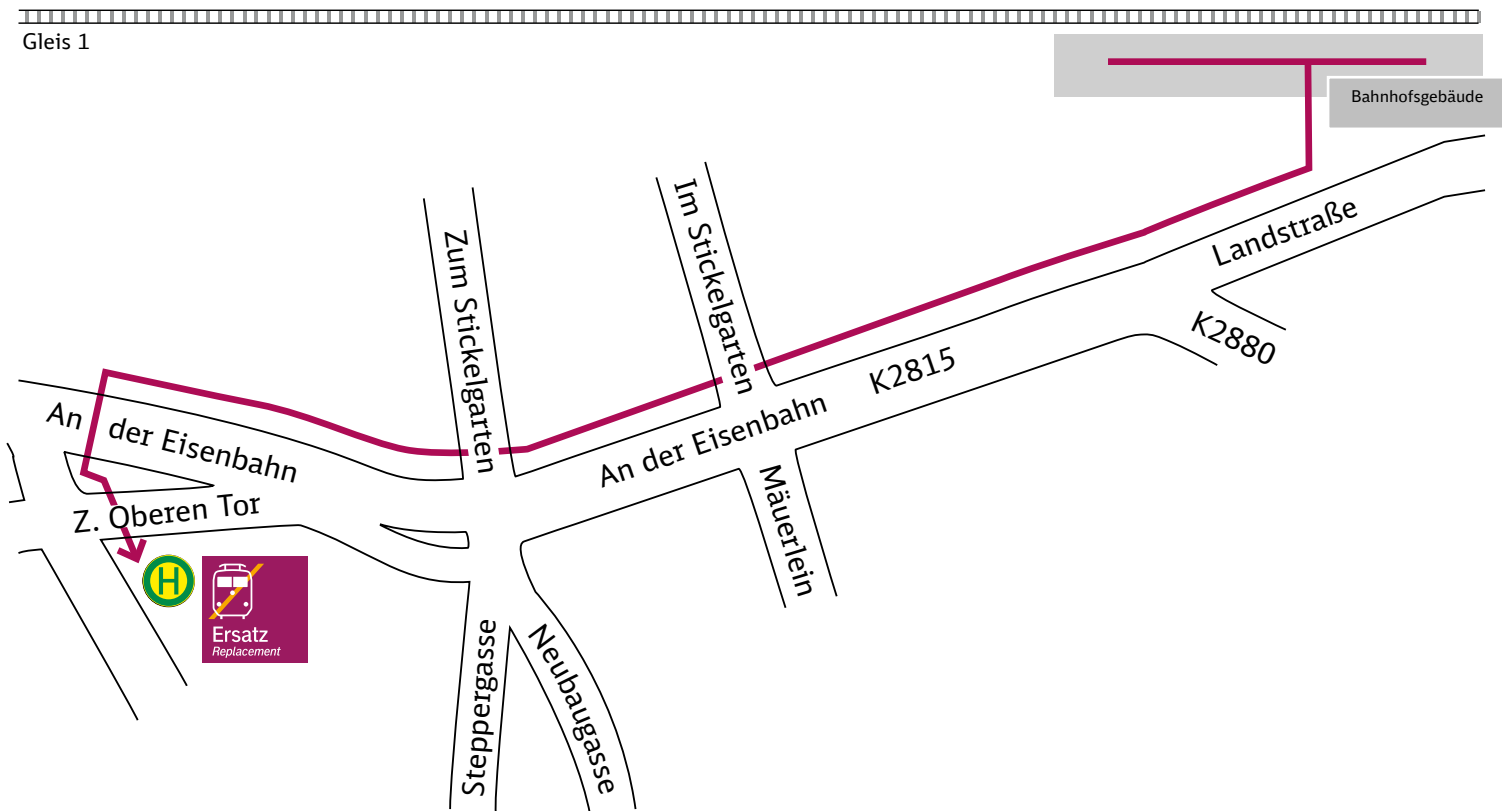 Gleis 1
Bahnhofsgebäude
Landstraße
K2880
K2815
Im Stickelgarten
Zum Stickelgarten
An der Eisenbahn
An der Eisenbahn
Z. Oberen Tor
Mäuerlein
H
Ersatz
Replacement
Steppergasse
Neubaugasse